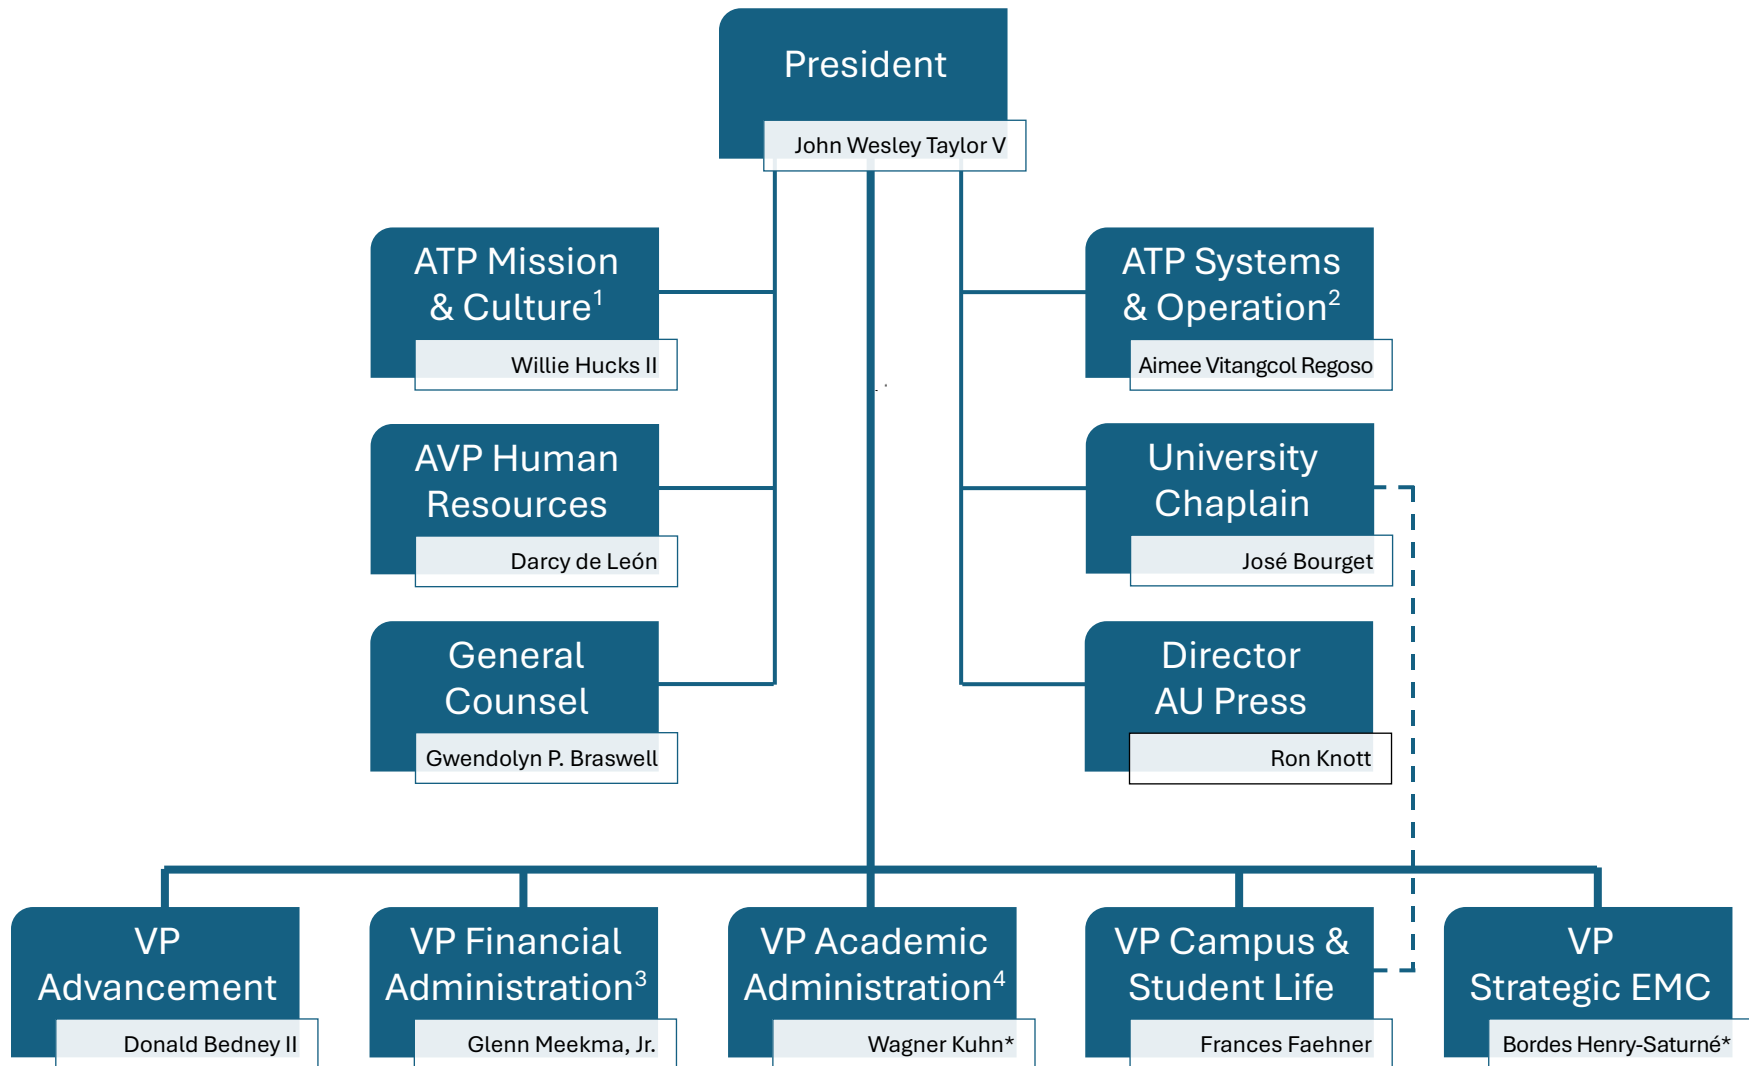 President
John Wesley Taylor V
ATP Mission
& Culture¹
Willie Hucks II
ATP Systems
& Operation²
Aimee Vitangcol Regoso
AVP Human
Resources
Darcy de León
University
Chaplain
José Bourget
General
Counsel
Gwendolyn P. Braswell
Director
AU Press
Ron Knott
VP
Advancement
Donald Bedney II
VP Financial
Administration³
Glenn Meekma, Jr.
VP Academic
Administration⁴
Wagner Kuhn*
VP Campus &
Student Life
Frances Faehner
VP
Strategic EMC
Bordes Henry-Saturné*